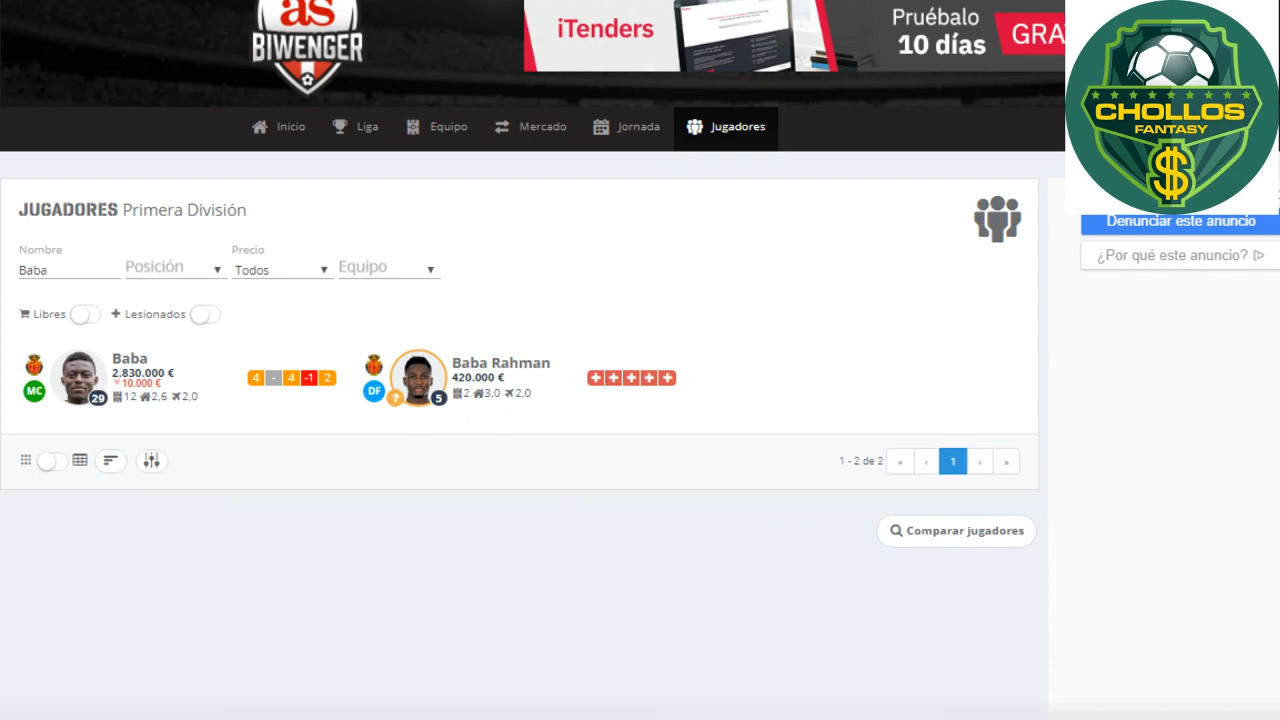 as
BIWENGER
iTenders
Pruébalo
10 días
GRA
CHOLLOS
FANTASY
$
Inicio
Liga
Equipo
Mercado
Jornada
Jugadores
Denunciar este anuncio
¿Por qué este anuncio?
JUGADORES Primera División
Nombre
Precio
Baba
Posición
Todos
Equipo
Libres
Lesionados
Baba
2.830.000 €
10.000 €
12 2,6 2,0
MC
29
4 - 4 -1 2
Baba Rahman
420.000 €
2 3,0 2,0
DF
?
5
1 - 2 de 2 « ‹ 1 › »
Comparar jugadores